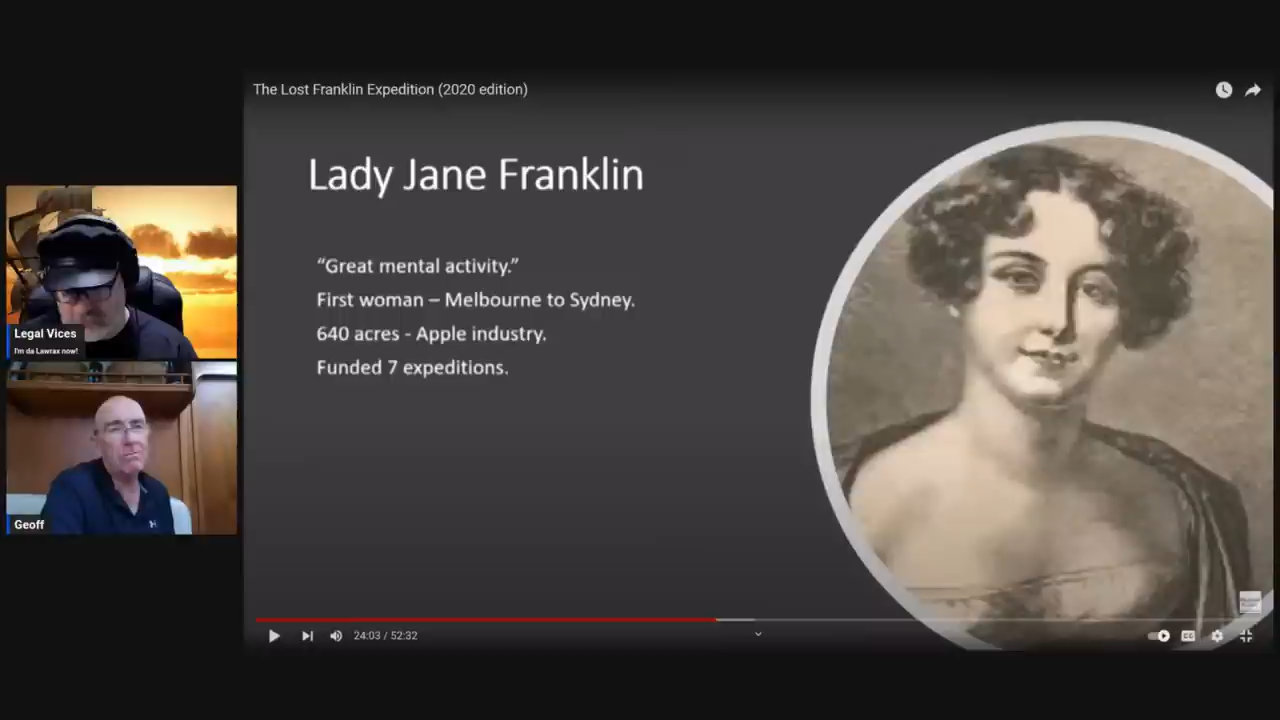 The Lost Franklin Expedition (2020 edition)
Lady Jane Franklin
“Great mental activity.”
First woman – Melbourne to Sydney.
640 acres - Apple industry.
Funded 7 expeditions.
Legal Vices
I'm da Lawrax now!
Geoff
24:03 / 52:32
CC